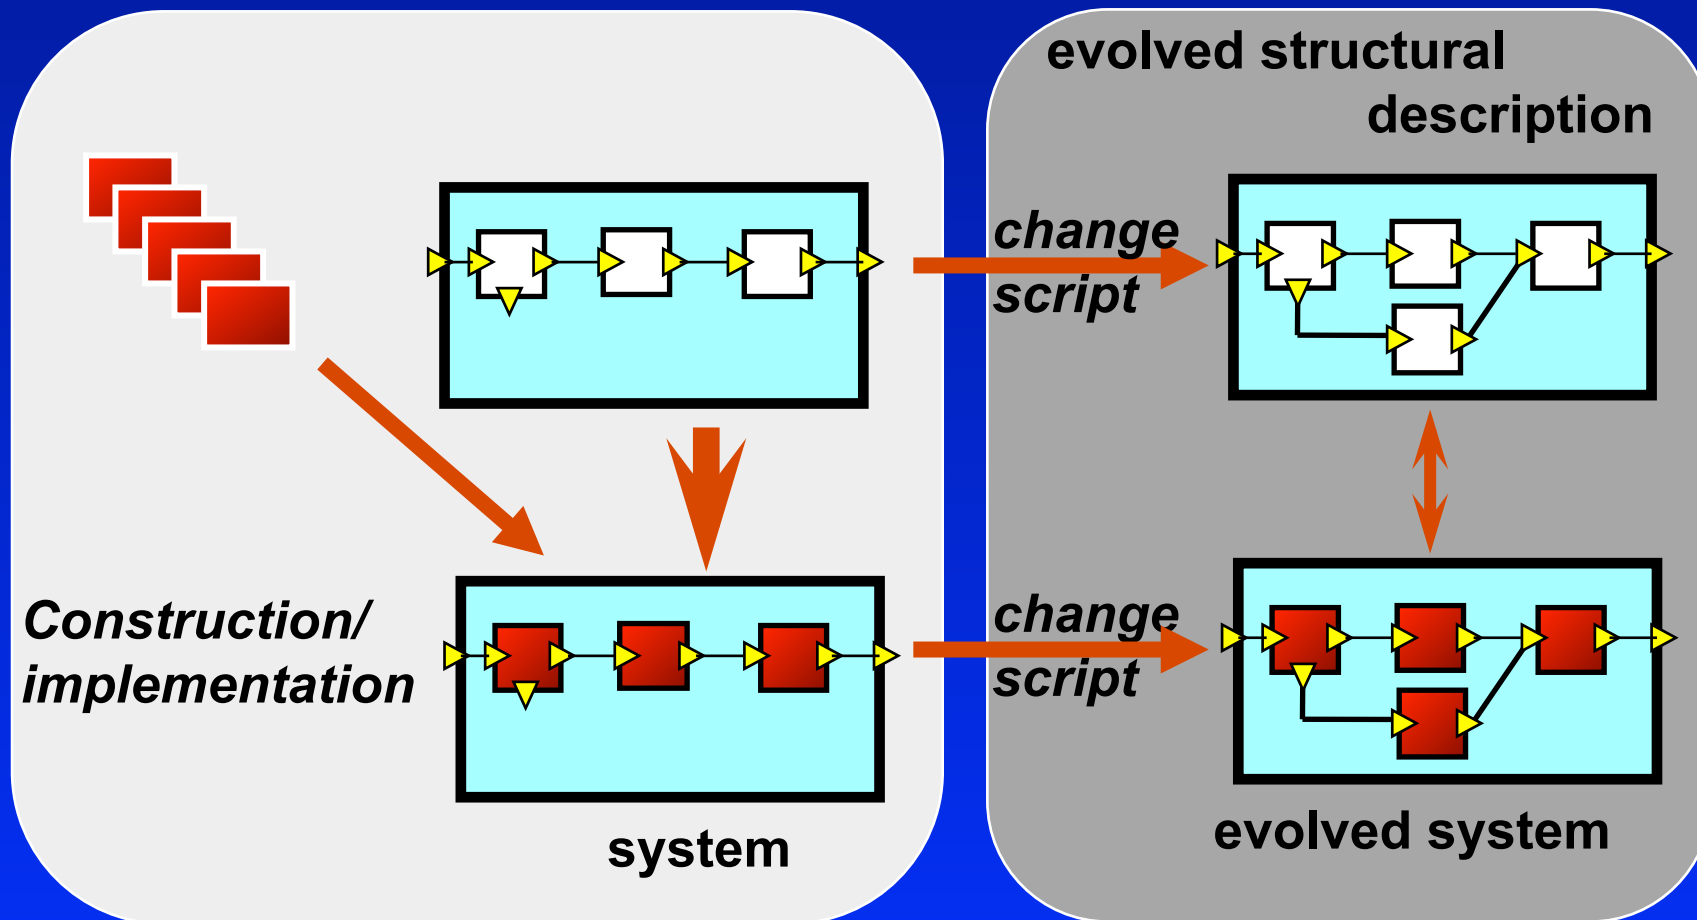 evolved structural
description
change
script
Construction/
implementation
change
script
system
evolved system